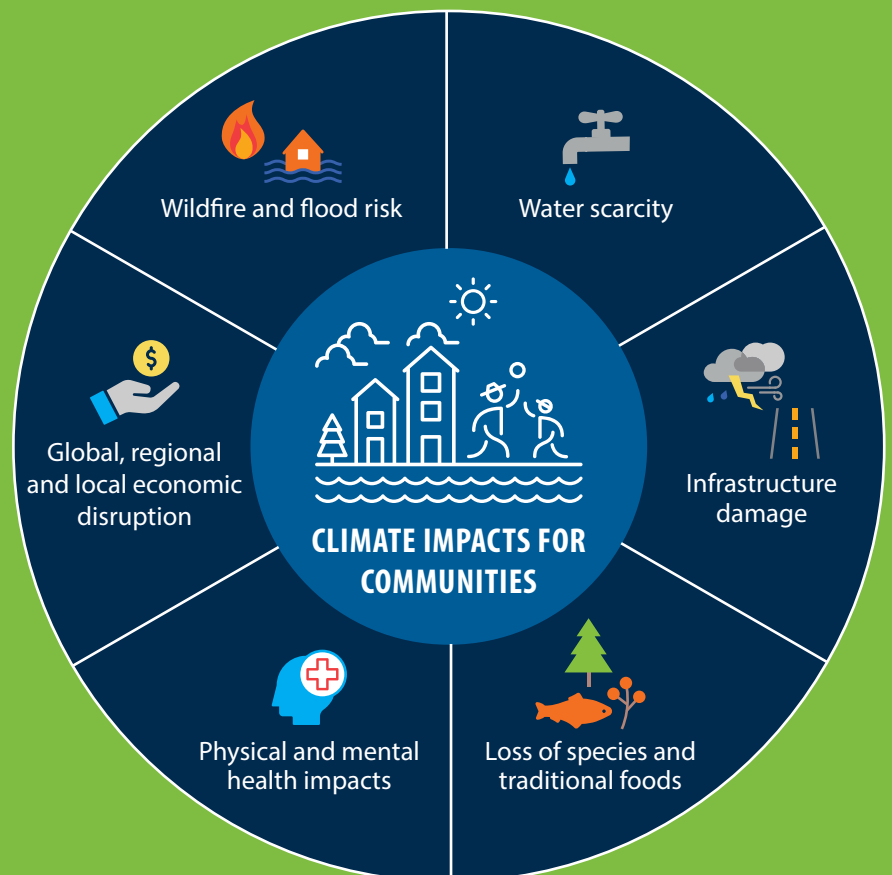 Wildfire and flood risk
Water scarcity
$
Global, regional
and local economic
disruption
Infrastructure
damage
CLIMATE IMPACTS FOR
COMMUNITIES
Physical and mental
health impacts
Loss of species and
traditional foods